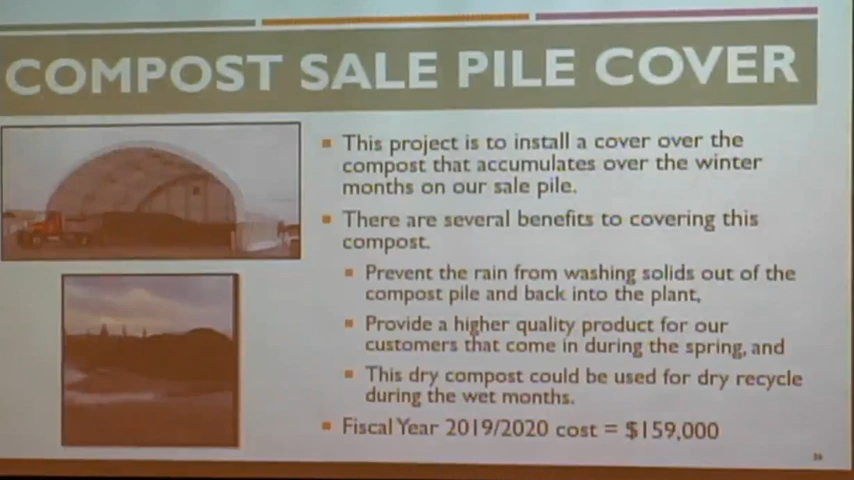 COMPOST SALE PILE COVER
This project is to install a cover over the
compost that accumulates over the winter
months on our sale pile.
There are several benefits to covering this
compost.
Prevent the rain from washing solids out of the
compost pile and back into the plant,
Provide a higher quality product for our
customers that come in during the spring, and
This dry compost could be used for dry recycle
during the wet months.
Fiscal Year 2019/2020 cost = $159,000